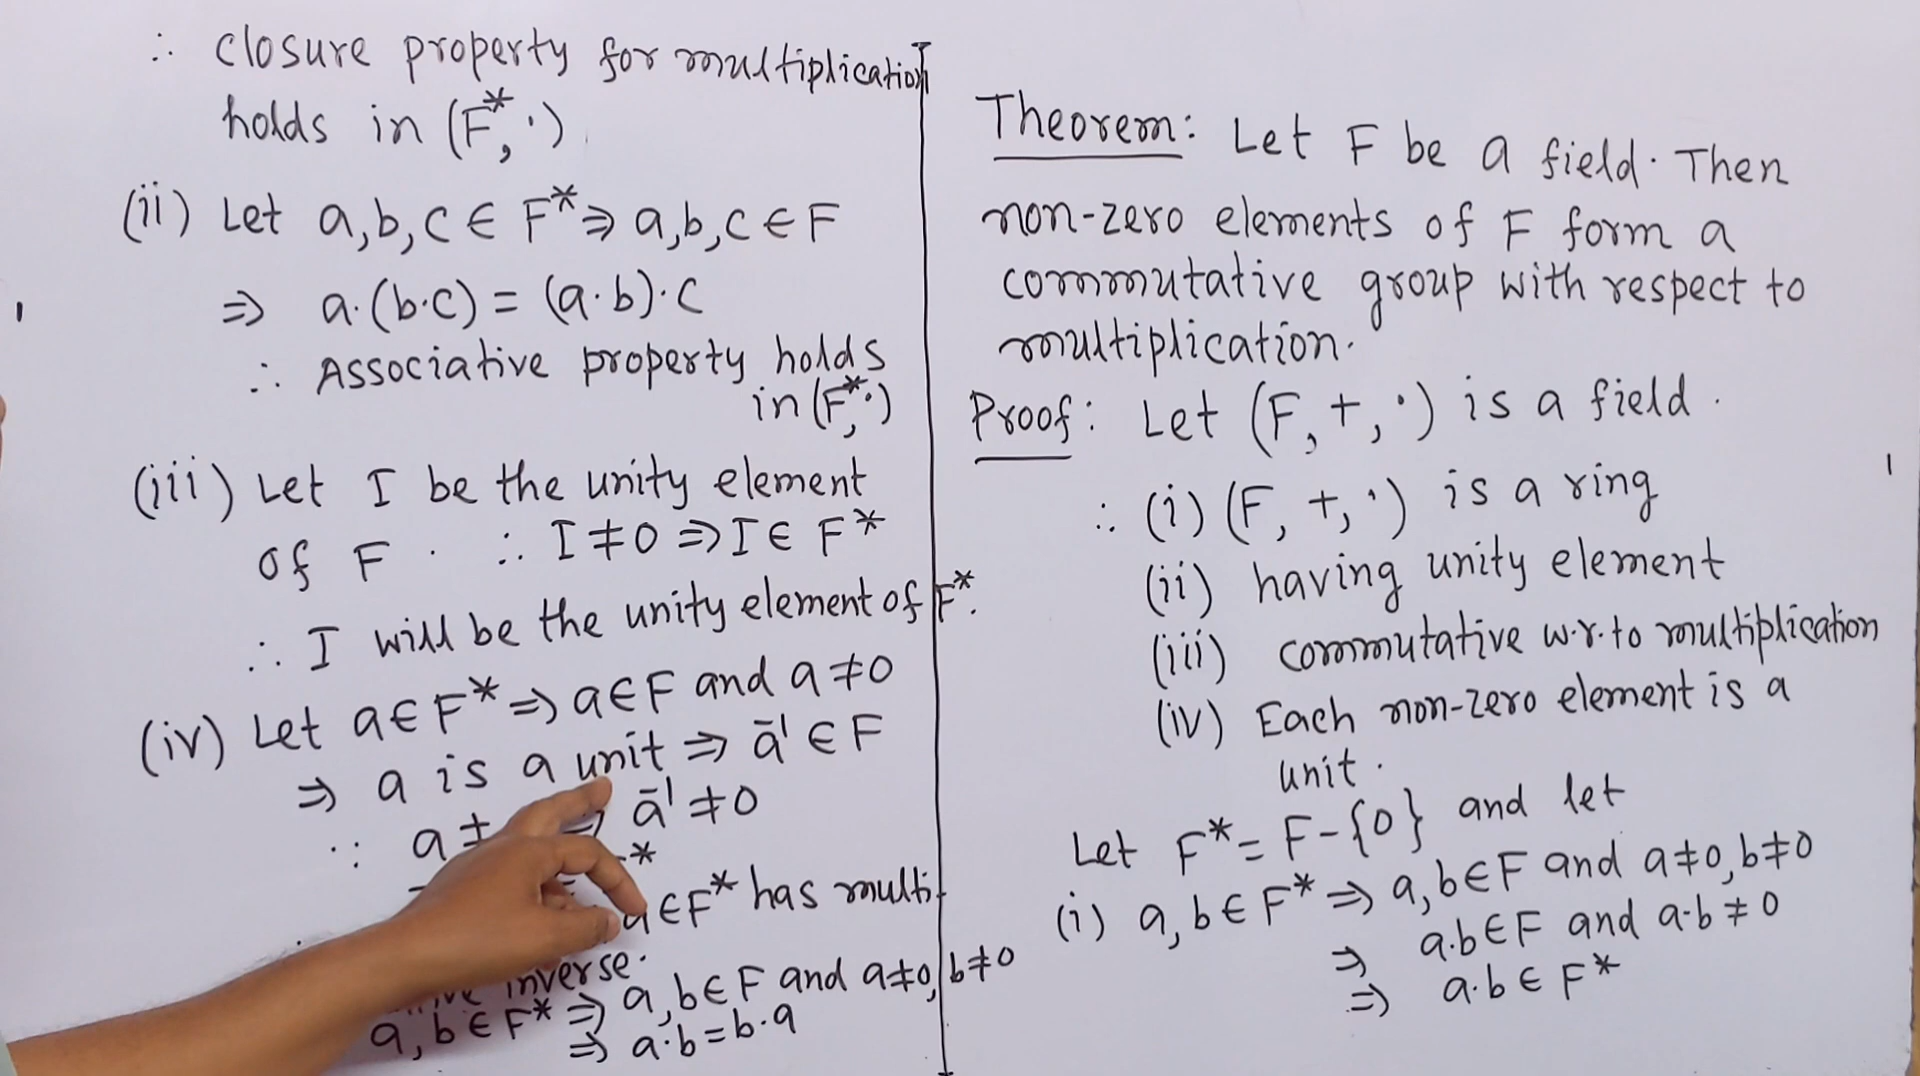 ∴ closure property for multiplication
holds in (F*, ·)
(ii) Let a,b,c ∈ F* ⇒ a,b,c ∈ F
⇒ a·(b·c) = (a·b)·c
∴ Associative property holds
in (F*, ·)
(iii) Let I be the unity element
of F . ∴ I ≠ 0 ⇒ I ∈ F*
∴ I will be the unity element of F*.
(iv) Let a ∈ F* ⇒ a ∈ F and a ≠ 0
⇒ a is a unit ⇒ a⁻¹ ∈ F
∵ a ≠ ⇒ a⁻¹ ≠ 0
*
a ∈ F* has multi
inverse.
a, b ∈ F* ⇒ a, b ∈ F and a ≠ 0, b ≠ 0
⇒ a·b = b·a
Theorem: Let F be a field. Then
non-zero elements of F form a
commutative group with respect to
multiplication.
Proof: Let (F, +, ·) is a field.
∴ (i) (F, +, ·) is a ring
(ii) having unity element
(iii) commutative w.r.to multiplication
(iv) Each non-zero element is a
unit.
Let F* = F - {0} and let
(i) a, b ∈ F* ⇒ a, b ∈ F and a ≠ 0, b ≠ 0
⇒ a·b ∈ F and a·b ≠ 0
⇒ a·b ∈ F*